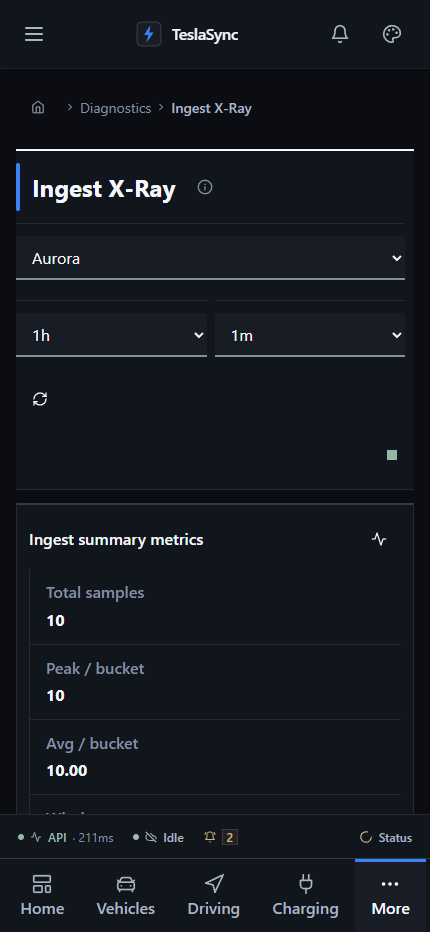 TeslaSync
Diagnostics Ingest X-Ray
Ingest X-Ray
Aurora
1h 1m
Ingest summary metrics
Total samples
10
Peak / bucket
10
Avg / bucket
10.00
API · 211ms Idle 2 Status
Home Vehicles Driving Charging More